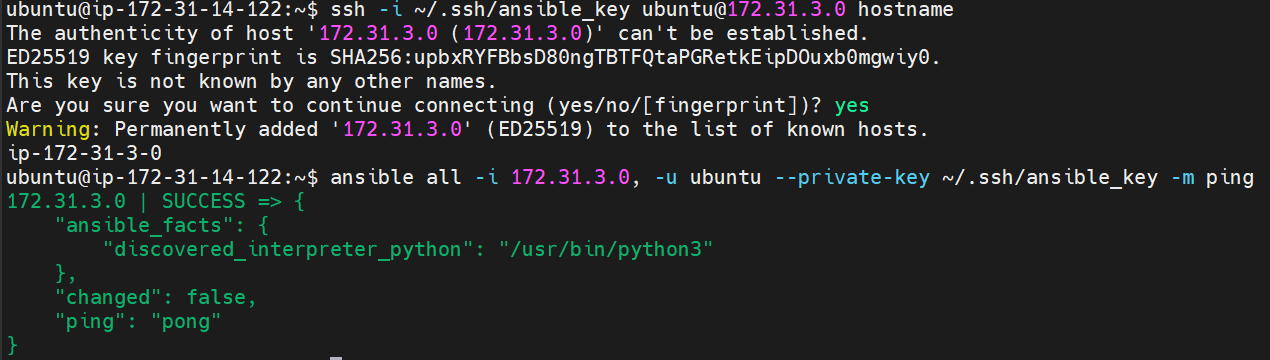 ubuntu@ip-172-31-14-122:~$ ssh -i ~/.ssh/ansible_key ubuntu@172.31.3.0 hostname
The authenticity of host '172.31.3.0 (172.31.3.0)' can't be established.
ED25519 key fingerprint is SHA256:upbxRYFBbsD80ngTBTFQtaPGRetkEipDOuxb0mgwiy0.
This key is not known by any other names.
Are you sure you want to continue connecting (yes/no/[fingerprint])? yes
Warning: Permanently added '172.31.3.0' (ED25519) to the list of known hosts.
ip-172-31-3-0
ubuntu@ip-172-31-14-122:~$ ansible all -i 172.31.3.0, -u ubuntu --private-key ~/.ssh/ansible_key -m ping
172.31.3.0 | SUCCESS => {
    "ansible_facts": {
        "discovered_interpreter_python": "/usr/bin/python3"
    },
    "changed": false,
    "ping": "pong"
}